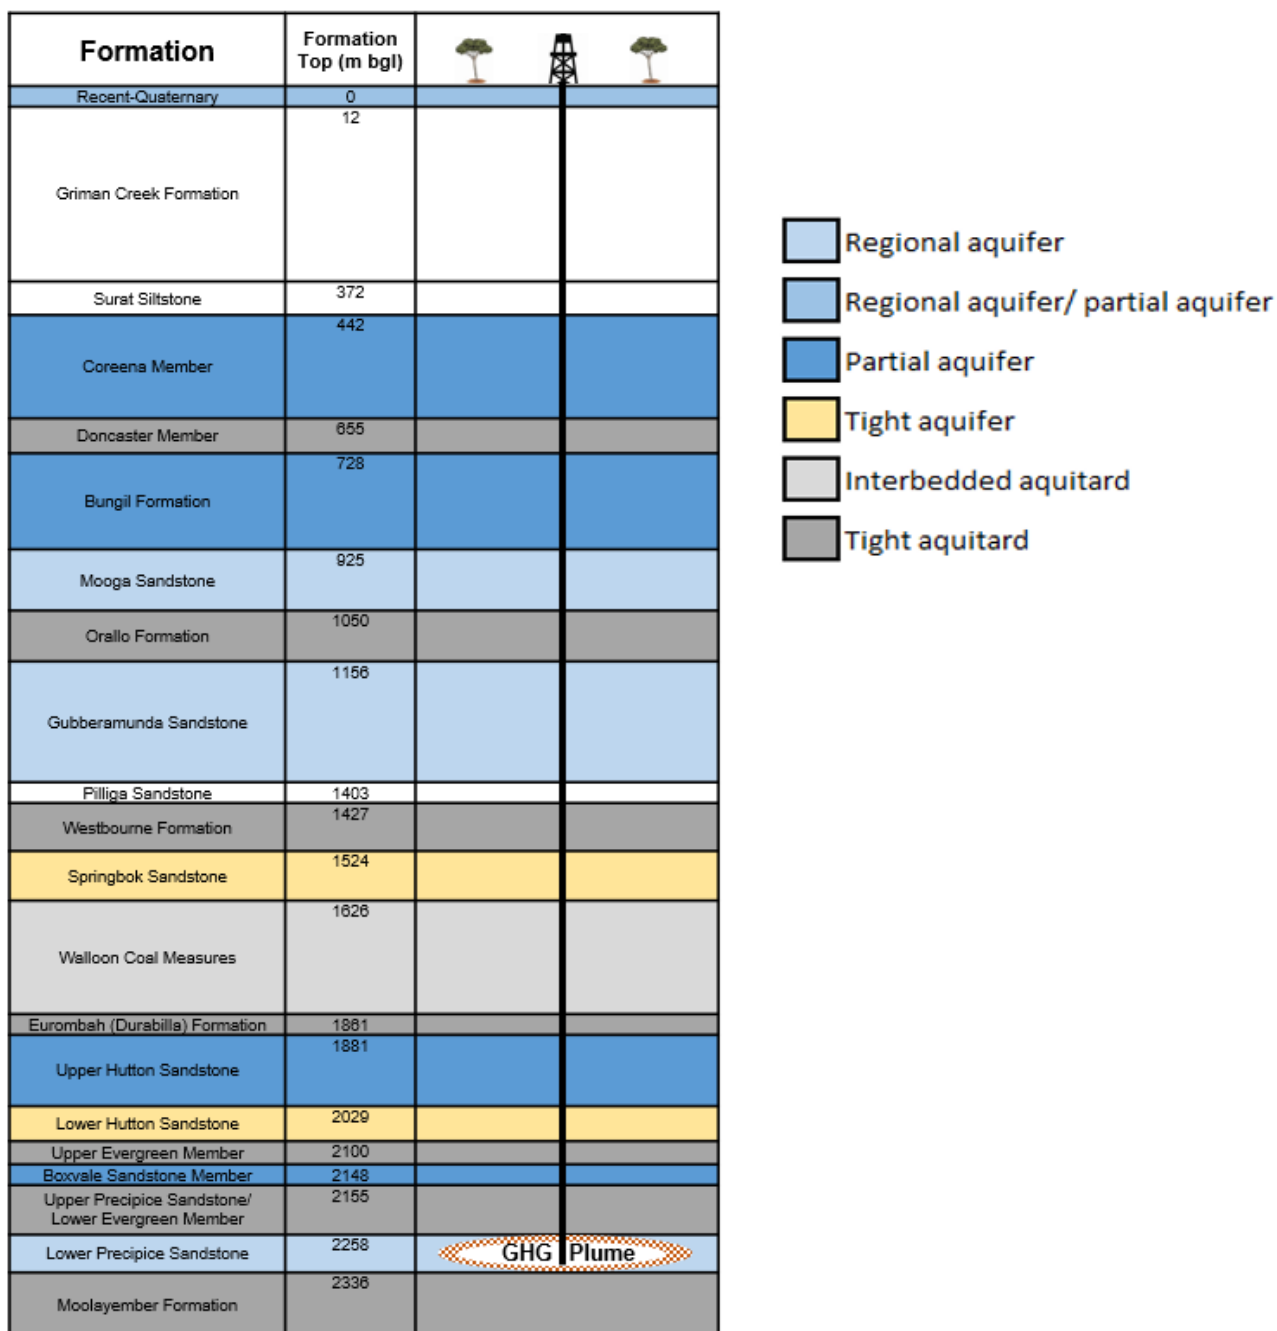 Formation
Formation
Top (m bgl)
Recent-Quaternary 0
Griman Creek Formation 12
Surat Siltstone 372
Coreena Member 442
Doncaster Member 655
Bungil Formation 728
Mooga Sandstone 925
Orallo Formation 1050
Gubberamunda Sandstone 1156
Pilliga Sandstone 1403
Westbourne Formation 1427
Springbok Sandstone 1524
Walloon Coal Measures 1626
Eurombah (Durabilla) Formation 1861
Upper Hutton Sandstone 1881
Lower Hutton Sandstone 2029
Upper Evergreen Member 2100
Boxvale Sandstone Member 2148
Upper Precipice Sandstone/ 2155
Lower Evergreen Member
Lower Precipice Sandstone 2258 GHG Plume
Moolayember Formation 2336
Regional aquifer
Regional aquifer/ partial aquifer
Partial aquifer
Tight aquifer
Interbedded aquitard
Tight aquitard